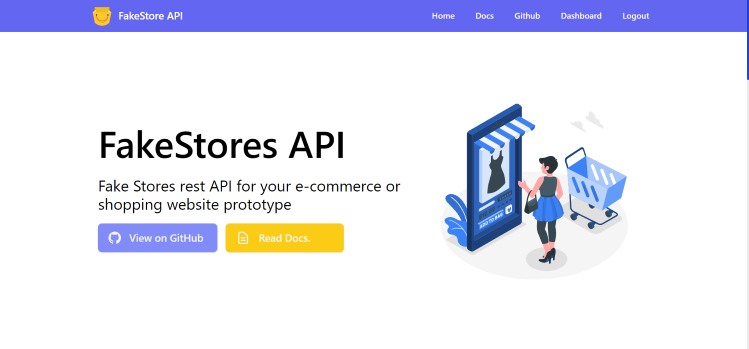 FakeStore API
Home Docs Github Dashboard Logout
FakeStores API
Fake Stores rest API for your e-commerce or
shopping website prototype
View on GitHub Read Docs.
ADD TO BAG